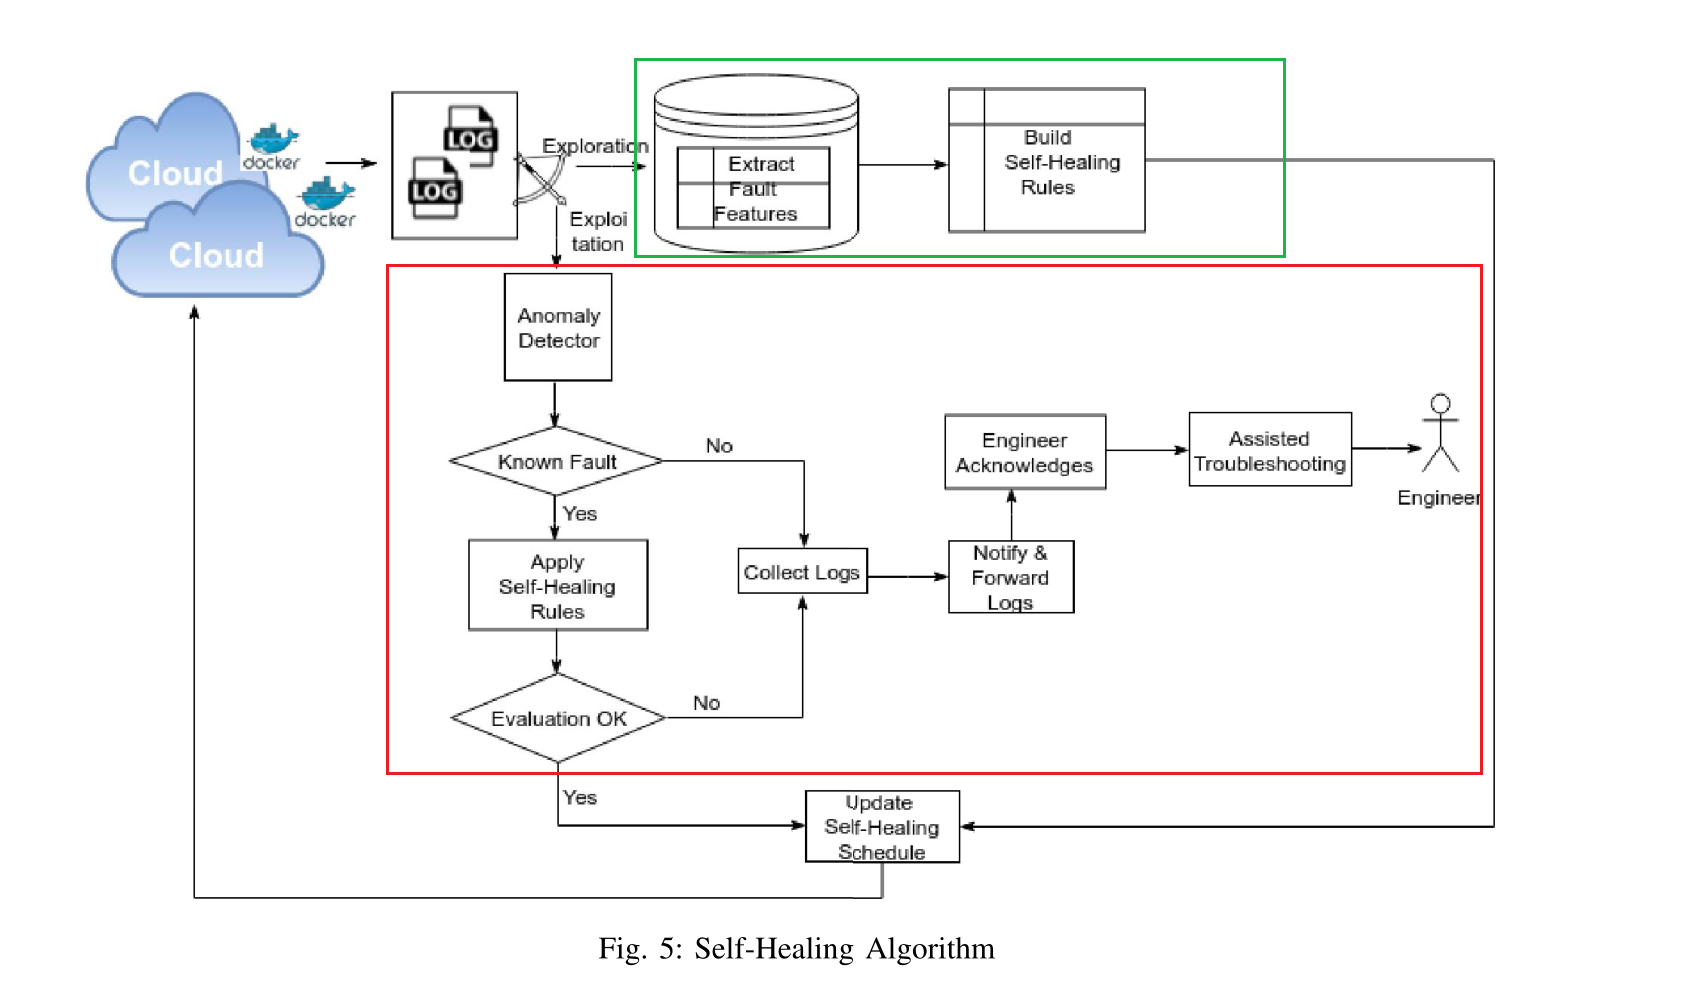 Cloud
docker
Cloud
docker
LOG
LOG
Exploration
Exploi
tation
Extract
Fault
Features
Build
Self-Healing
Rules
Anomaly
Detector
Known Fault
No
Yes
Apply
Self-Healing
Rules
Evaluation OK
No
Yes
Collect Logs
Notify &
Forward
Logs
Engineer
Acknowledges
Assisted
Troubleshooting
Engineer
Update
Self-Healing
Schedule
Fig. 5: Self-Healing Algorithm